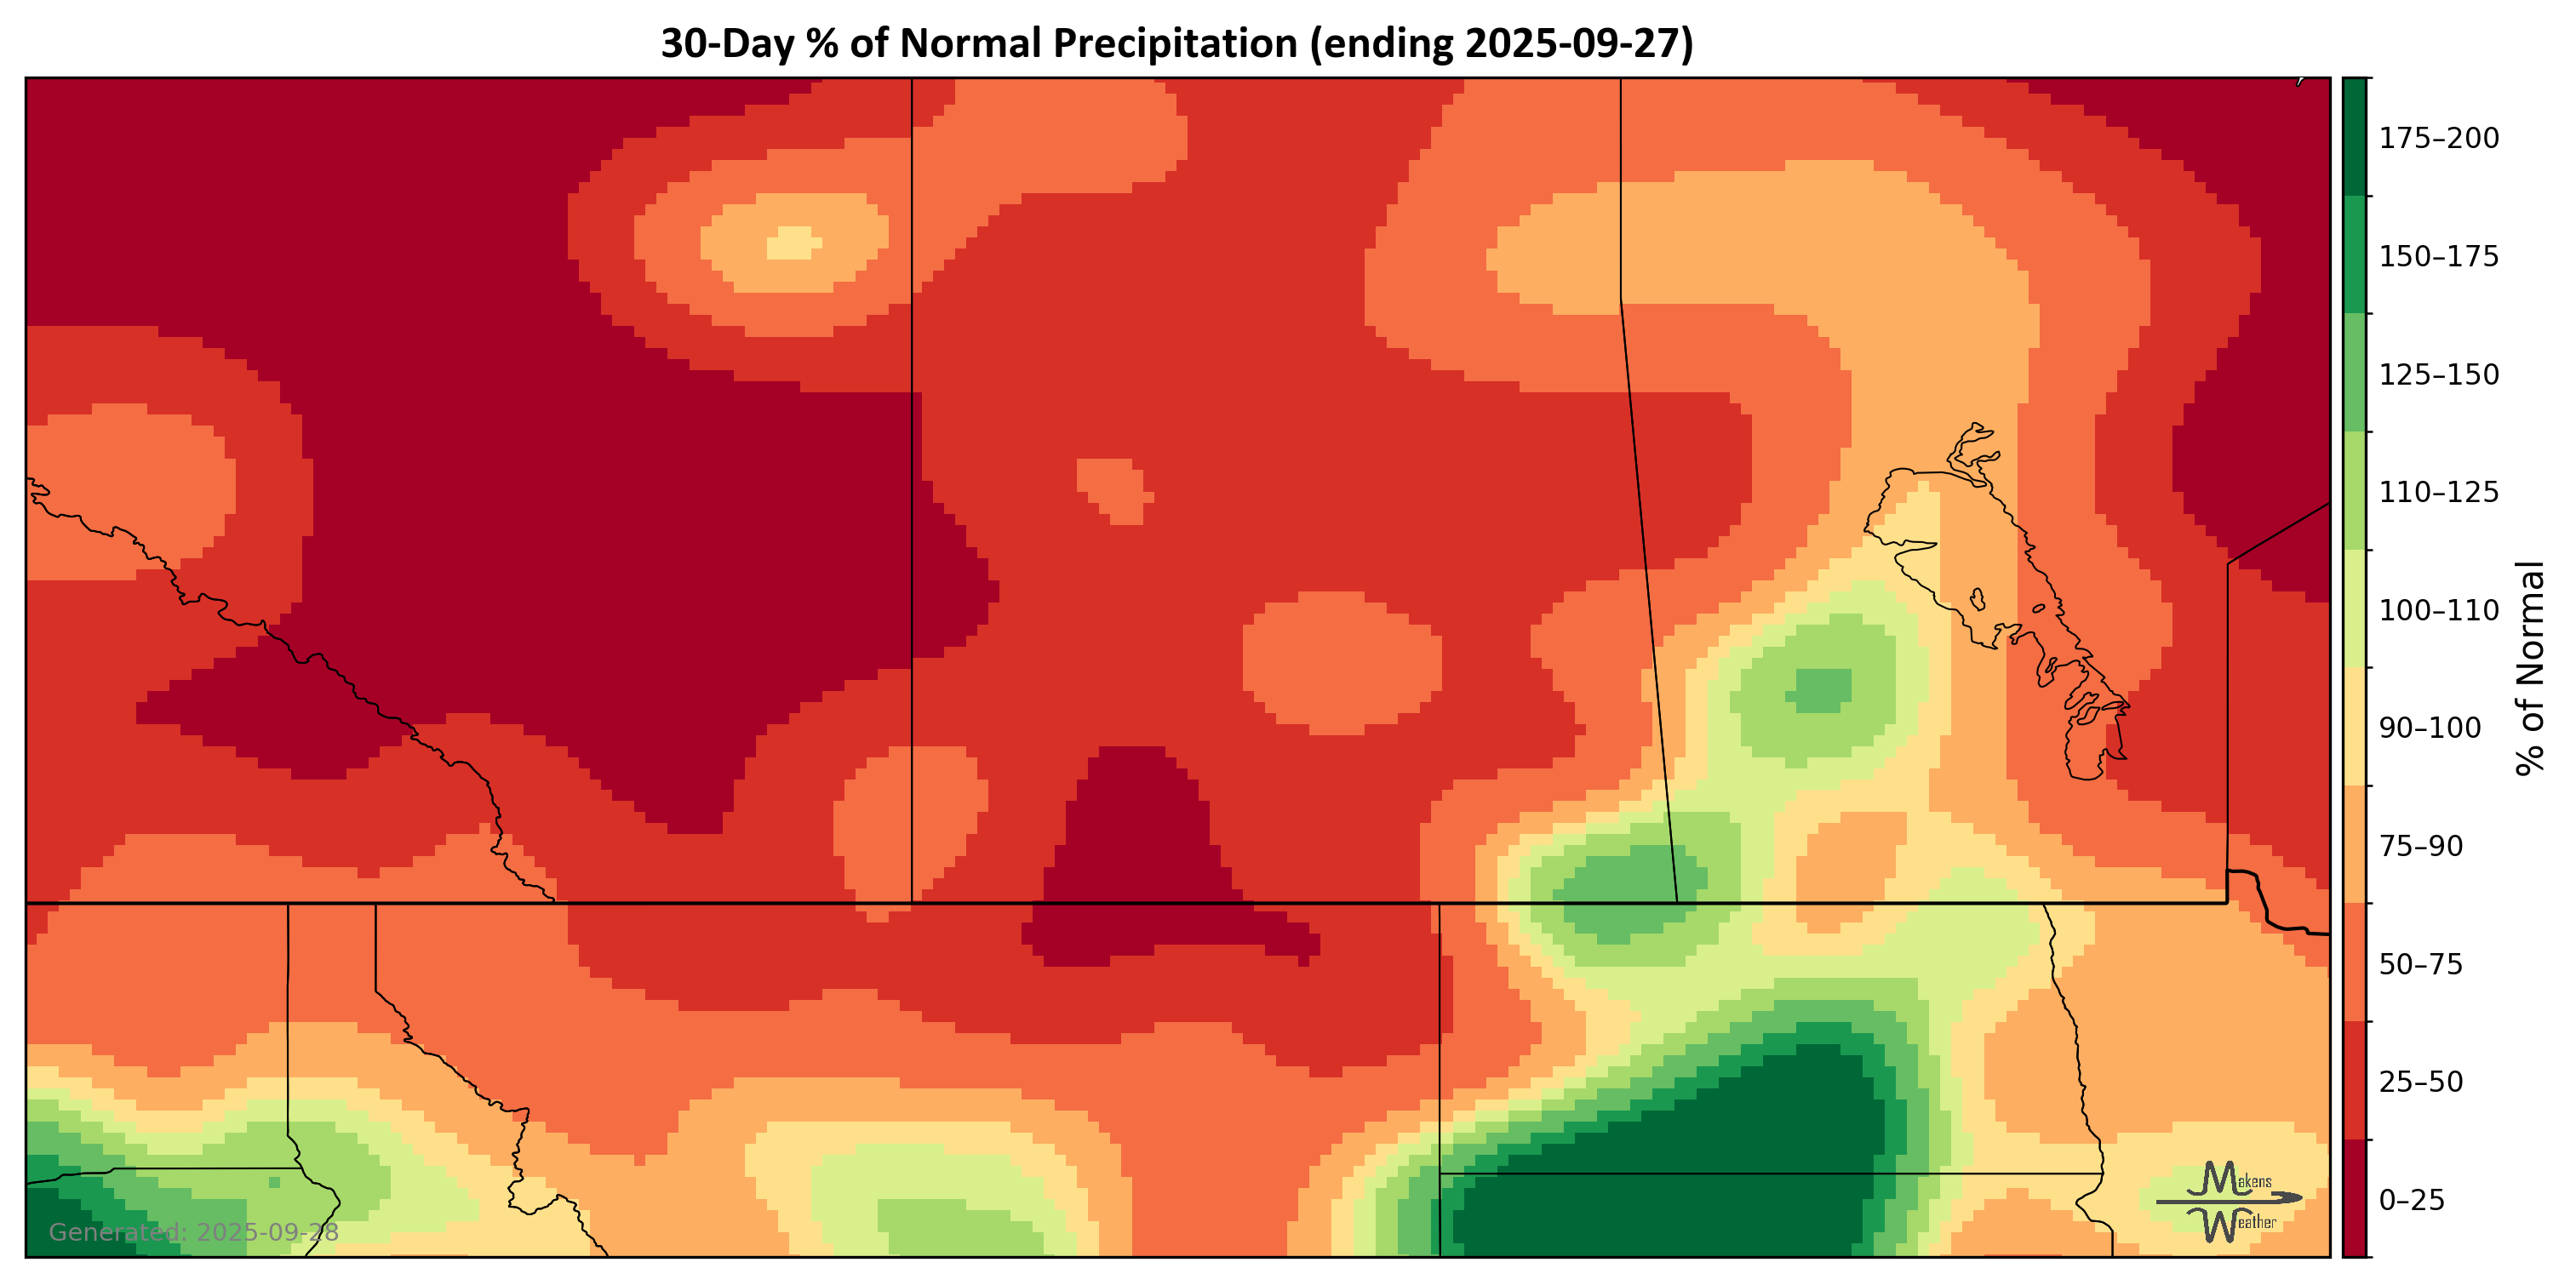 30-Day % of Normal Precipitation (ending 2025-09-27)
175–200
150–175
125–150
110–125
100–110
90–100
75–90
50–75
25–50
0–25
% of Normal
Generated: 2025-09-28
Makens
Weather